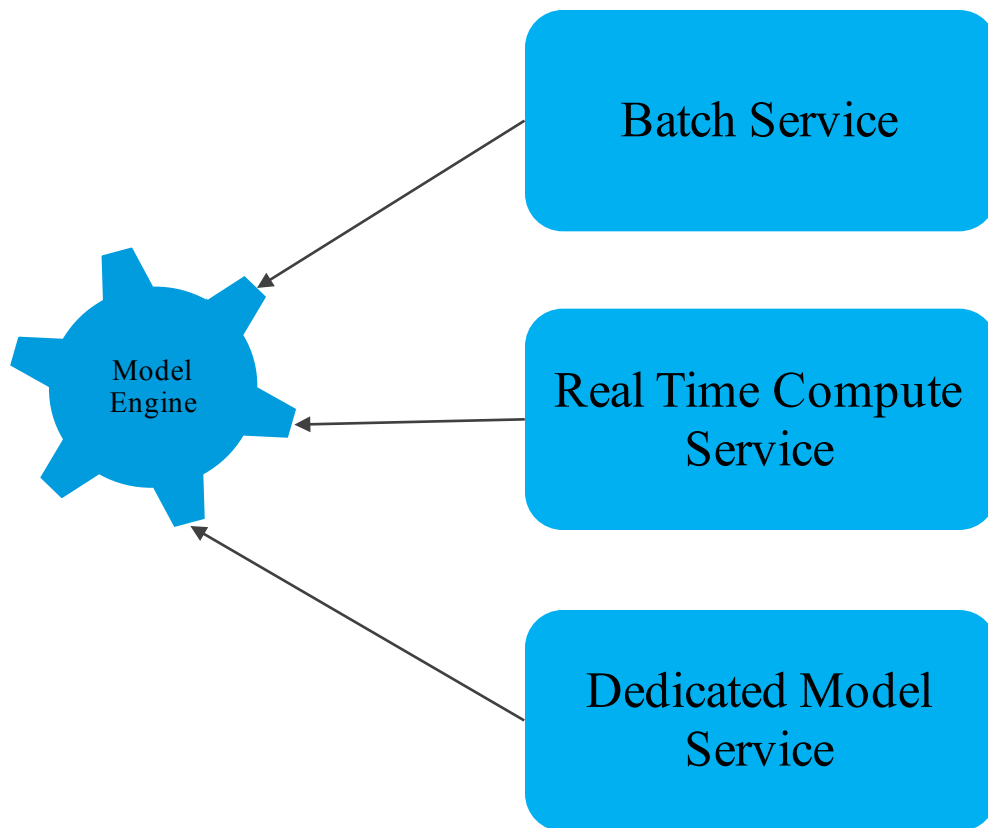 Batch Service
Model
Engine
Real Time Compute
Service
Dedicated Model
Service